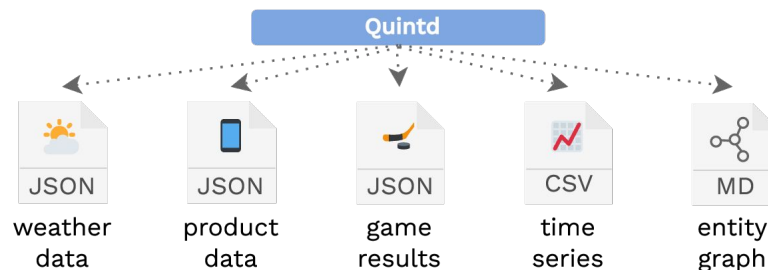 Quintd
JSON
JSON
JSON
CSV
MD
weather
data
product
data
game
results
time
series
entity
graph